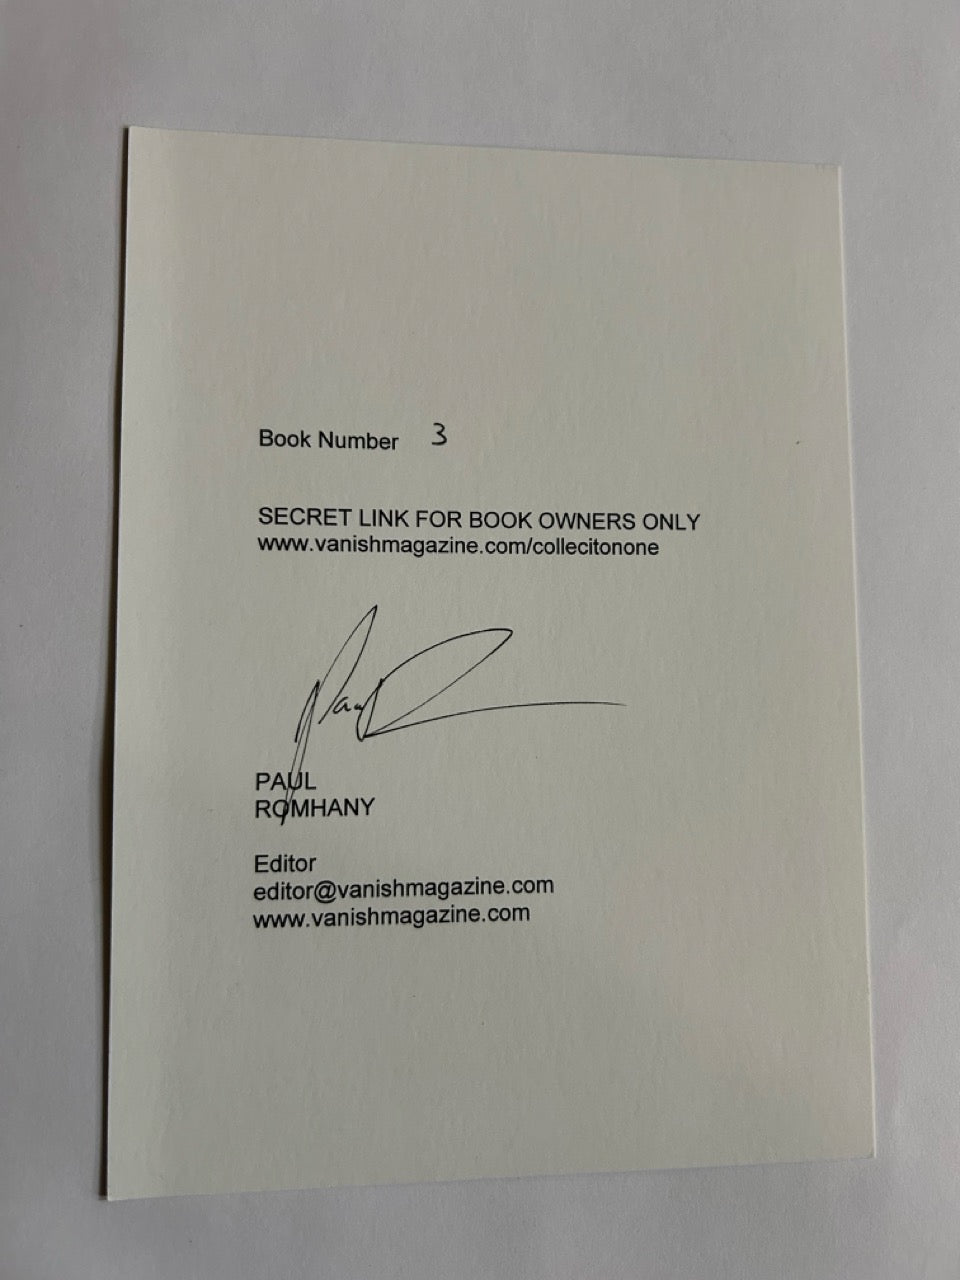 Book Number 3
SECRET LINK FOR BOOK OWNERS ONLY
www.vanishmagazine.com/collecitonone
Paul R
PAUL
ROMHANY
Editor
editor@vanishmagazine.com
www.vanishmagazine.com